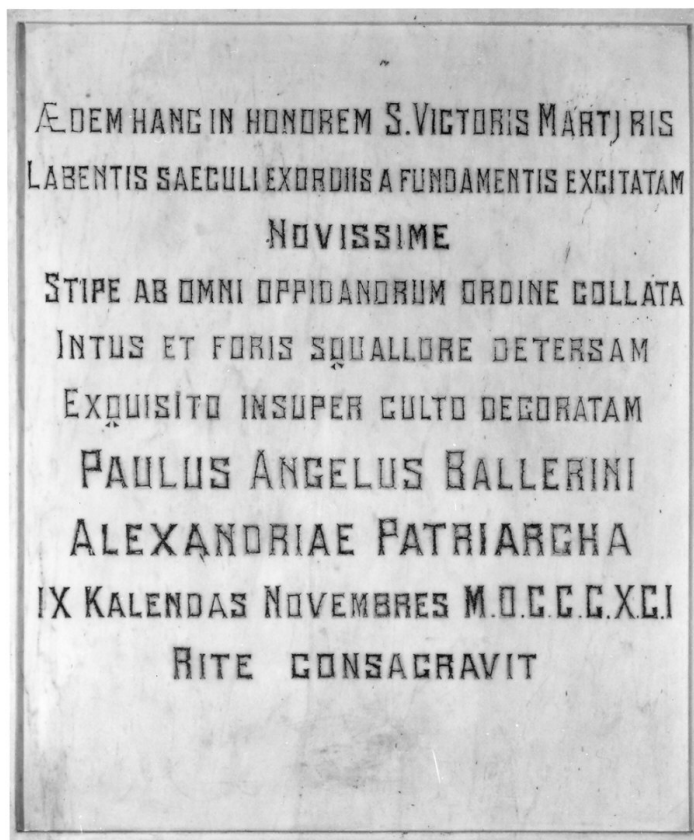 ÆDEM HANC IN HONOREM S. VICTORIS MARTJRIS
LABENTIS SAECULI EXORDIIS A FUNDAMENTIS EXCITATAM
NOVISSIME
STIPE AB OMNI OPPIDANORUM ORDINE COLLATA
INTUS ET FORIS SQUALLORE DETERSAM
EXQUISITO INSUPER CULTO DECORATAM
PAULUS ANGELUS BALLERINI
ALEXANDRIAE PATRIARCHA
IX KALENDAS NOVEMBRES M.D.C.C.C.X.C.I
RITE CONSACRAVIT